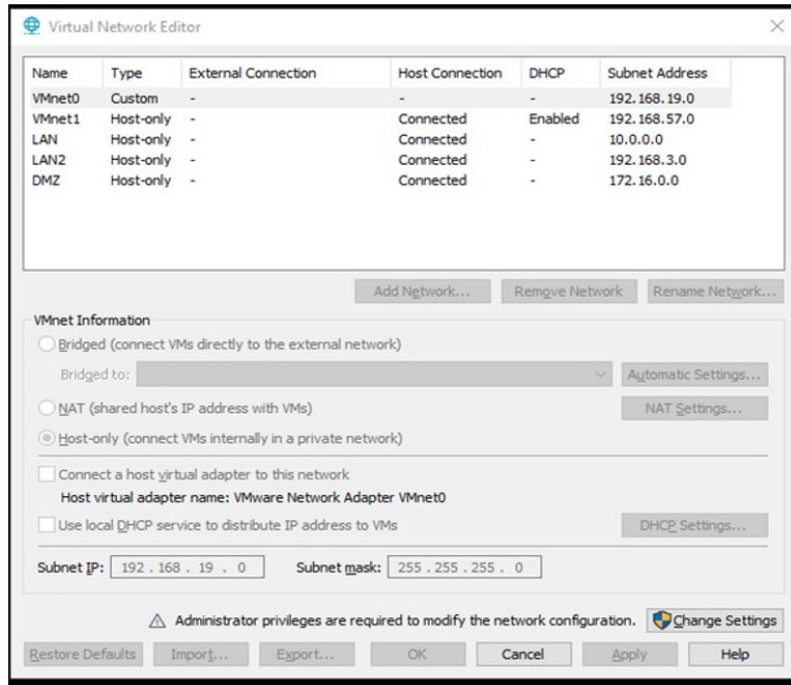 Virtual Network Editor
Name Type External Connection Host Connection DHCP Subnet Address
VMnet0 Custom - - - 192.168.19.0
VMnet1 Host-only - Connected Enabled 192.168.57.0
LAN Host-only - Connected - 10.0.0.0
LAN2 Host-only - Connected - 192.168.3.0
DMZ Host-only - Connected - 172.16.0.0
Add Network... Remove Network Rename Network...
VMnet Information
Bridged (connect VMs directly to the external network)
Bridged to: Automatic Settings...
NAT (shared host's IP address with VMs) NAT Settings...
Host-only (connect VMs internally in a private network)
Connect a host virtual adapter to this network
Host virtual adapter name: VMware Network Adapter VMnet0
Use local DHCP service to distribute IP address to VMs DHCP Settings...
Subnet IP: 192 . 168 . 19 . 0 Subnet mask: 255 . 255 . 255 . 0
Administrator privileges are required to modify the network configuration. Change Settings
Restore Defaults Import... Export... OK Cancel Apply Help